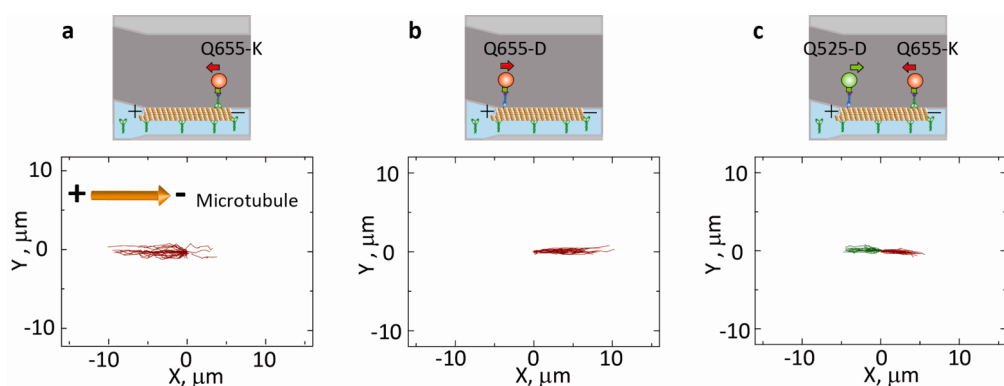 a
Q655-K
+
−
b
Q655-D
+
−
c
Q525-D
Q655-K
+
−
10
0
-10
Y, μm
+
-
Microtubule
-10
0
10
X, μm
10
0
-10
Y, μm
-10
0
10
X, μm
10
0
-10
Y, μm
-10
0
10
X, μm